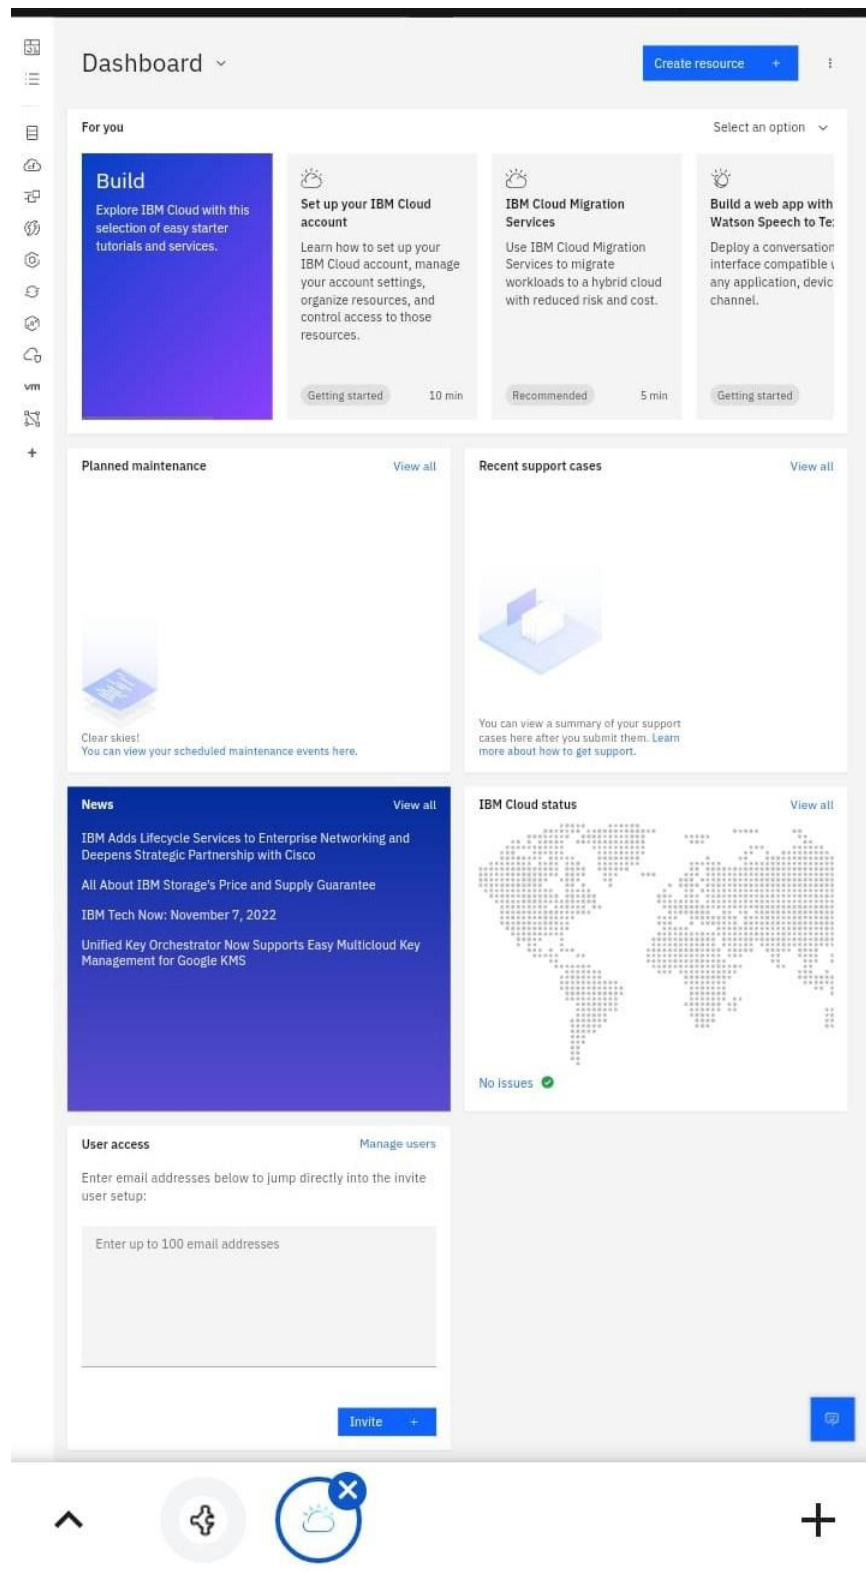 Dashboard
Create resource +
For you
Select an option
Build
Explore IBM Cloud with this
selection of easy starter
tutorials and services.
Set up your IBM Cloud
account
Learn how to set up your
IBM Cloud account, manage
your account settings,
organize resources, and
control access to those
resources.
Getting started
10 min
IBM Cloud Migration
Services
Use IBM Cloud Migration
Services to migrate
workloads to a hybrid cloud
with reduced risk and cost.
Recommended
5 min
Build a web app with
Watson Speech to
Deploy a conversation
interface compatible
any application, devic
channel.
Getting started
vm
+
Planned maintenance
View all
Clear skies!
You can view your scheduled maintenance events here.
Recent support cases
View all
You can view a summary of your support
cases here after you submit them. Learn
more about how to get support.
News
View all
IBM Adds Lifecycle Services to Enterprise Networking and
Deepens Strategic Partnership with Cisco
All About IBM Storage's Price and Supply Guarantee
IBM Tech Now: November 7, 2022
Unified Key Orchestrator Now Supports Easy Multicloud Key
Management for Google KMS
IBM Cloud status
View all
No issues
User access
Manage users
Enter email addresses below to jump directly into the invite
user setup:
Enter up to 100 email addresses
Invite +